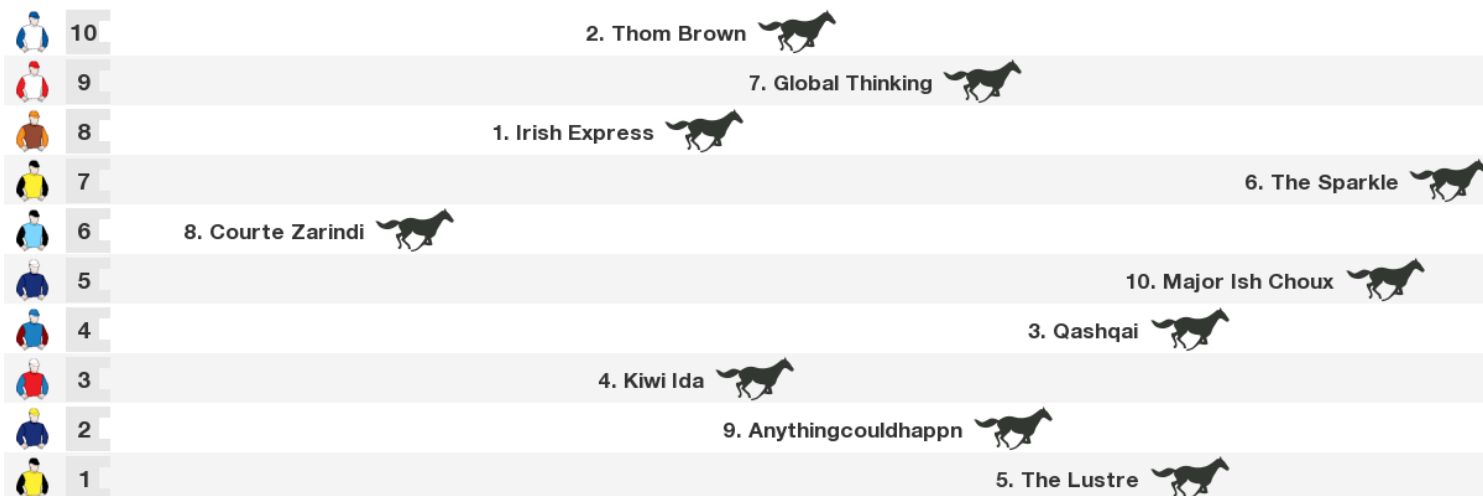 10 2. Thom Brown
9 7. Global Thinking
8 1. Irish Express
7 6. The Sparkle
6 8. Courte Zarindi
5 10. Major Ish Choux
4 3. Qashqai
3 4. Kiwi Ida
2 9. Anythingcouldhappn
1 5. The Lustre